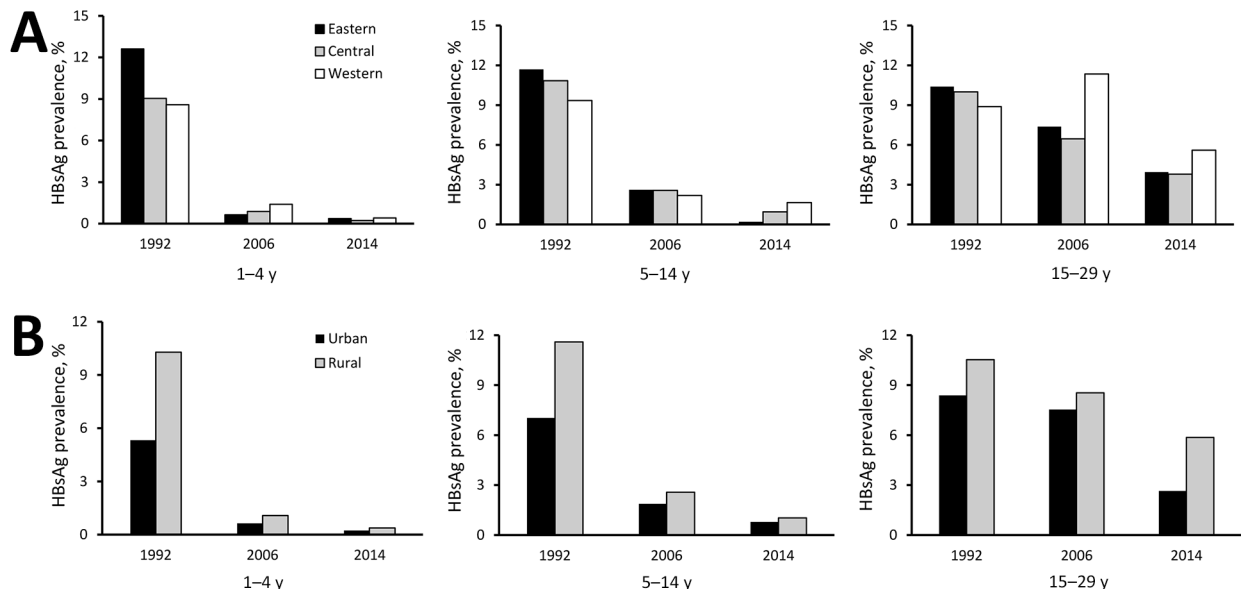 A
HBsAg prevalence, %
15
12
9
6
3
0
Eastern
Central
Western
1992 2006 2014
1–4 y
HBsAg prevalence, %
15
12
9
6
3
0
1992 2006 2014
5–14 y
HBsAg prevalence, %
15
12
9
6
3
0
1992 2006 2014
15–29 y
B
HBsAg prevalence, %
12
9
6
3
0
Urban
Rural
1992 2006 2014
1–4 y
HBsAg prevalence, %
12
9
6
3
0
1992 2006 2014
5–14 y
HBsAg prevalence, %
12
9
6
3
0
1992 2006 2014
15–29 y